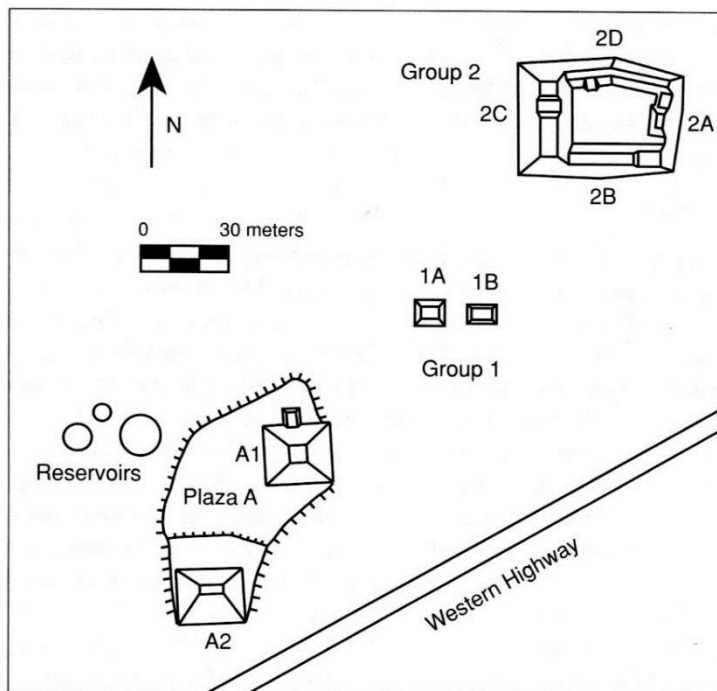 2D
Group 2
2C
2A
N
2B
0 30 meters
1A 1B
Group 1
A1
Reservoirs
Plaza A
Western Highway
A2